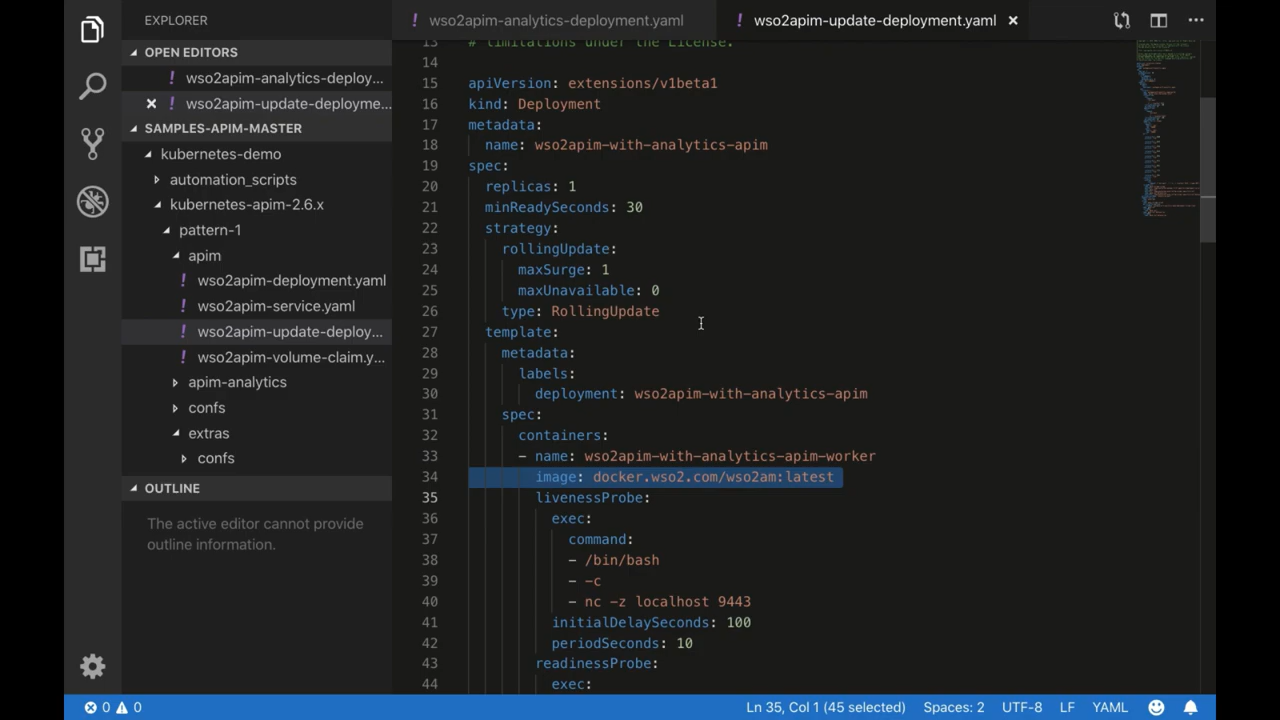 EXPLORER
OPEN EDITORS
! wso2apim-analytics-deploy...
! wso2apim-update-deployme...
SAMPLES-APIM-MASTER
kubernetes-demo
automation_scripts
kubernetes-apim-2.6.x
pattern-1
apim
! wso2apim-deployment.yaml
! wso2apim-service.yaml
! wso2apim-update-deploy...
! wso2apim-volume-claim.y...
apim-analytics
confs
extras
confs
OUTLINE
The active editor cannot provide
outline information.
! wso2apim-analytics-deployment.yaml
! wso2apim-update-deployment.yaml
13 # limitations under the License.
14
15 apiVersion: extensions/v1beta1
16 kind: Deployment
17 metadata:
18 name: wso2apim-with-analytics-apim
19 spec:
20 replicas: 1
21 minReadySeconds: 30
22 strategy:
23 rollingUpdate:
24 maxSurge: 1
25 maxUnavailable: 0
26 type: RollingUpdate
27 template:
28 metadata:
29 labels:
30 deployment: wso2apim-with-analytics-apim
31 spec:
32 containers:
33 - name: wso2apim-with-analytics-apim-worker
34 image: docker.wso2.com/wso2am:latest
35 livenessProbe:
36 exec:
37 command:
38 - /bin/bash
39 - -c
40 - nc -z localhost 9443
41 initialDelaySeconds: 100
42 periodSeconds: 10
43 readinessProbe:
44 exec:
0 0 Ln 35, Col 1 (45 selected) Spaces: 2 UTF-8 LF YAML